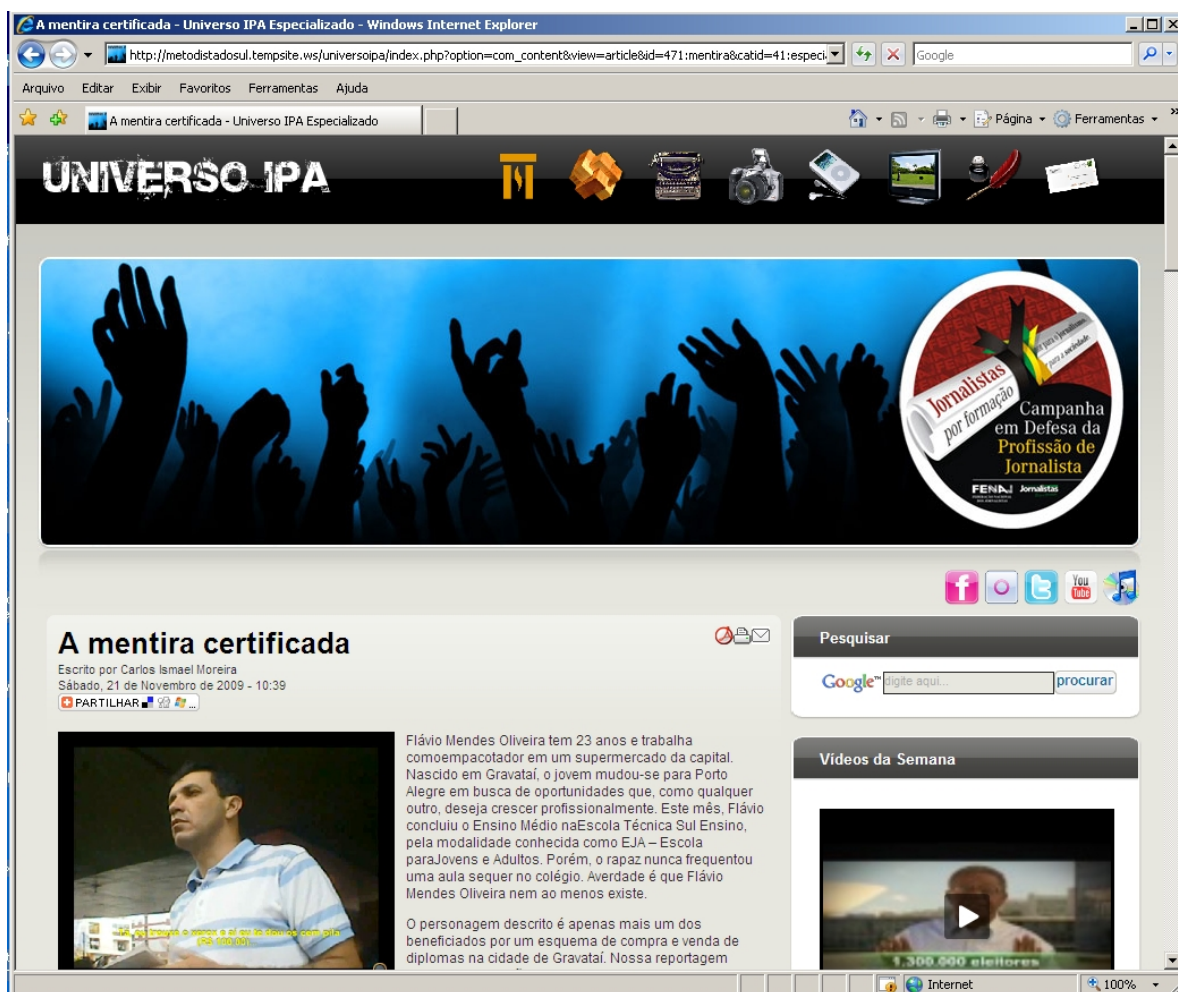 A mentira certificada - Universo IPA Especializado - Windows Internet Explorer
http://metodistadosul.tempsite.ws/universoipa/index.php?option=com_content&view=article&id=471:mentira&catid=41:especi
Google
Arquivo Editar Exibir Favoritos Ferramentas Ajuda
A mentira certificada - Universo IPA Especializado
Página Ferramentas
UNIVERSO IPA
Jornalistas
por formação
por para o jornalismo
por para a sociedade
Campanha
em Defesa da
Profissão de
Jornalista
FENAJ Jornalistas
You
Tube
A mentira certificada
Escrito por Carlos Ismael Moreira
Sábado, 21 de Novembro de 2009 - 10:39
PARTILHAR ...
Flávio Mendes Oliveira tem 23 anos e trabalha
comoempacotador em um supermercado da capital.
Nascido em Gravataí, o jovem mudou-se para Porto
Alegre em busca de oportunidades que, como qualquer
outro, deseja crescer profissionalmente. Este mês, Flávio
concluiu o Ensino Médio naEscola Técnica Sul Ensino,
pela modalidade conhecida como EJA – Escola
paraJovens e Adultos. Porém, o rapaz nunca frequentou
uma aula sequer no colégio. Averdade é que Flávio
Mendes Oliveira nem ao menos existe.
O personagem descrito é apenas mais um dos
beneficiados por um esquema de compra e venda de
diplomas na cidade de Gravataí. Nossa reportagem
Pesquisar
Google™ digite aqui... procurar
Vídeos da Semana
1.300.000 eleitores
Internet 100%